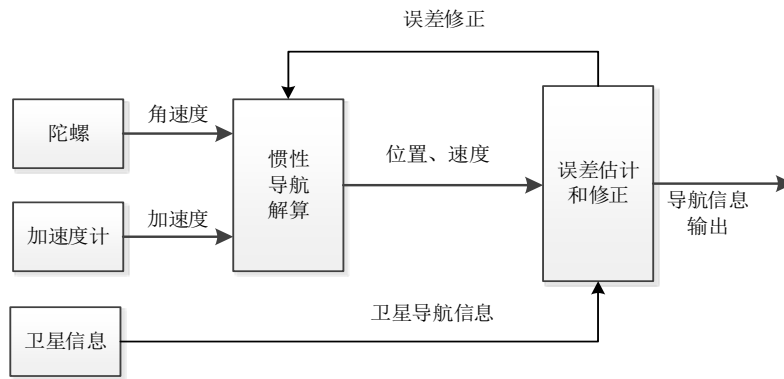 误差修正
陀螺
角速度
惯性
导航
解算
位置、速度
误差估计
和修正
导航信息
输出
加速度计
加速度
卫星信息
卫星导航信息